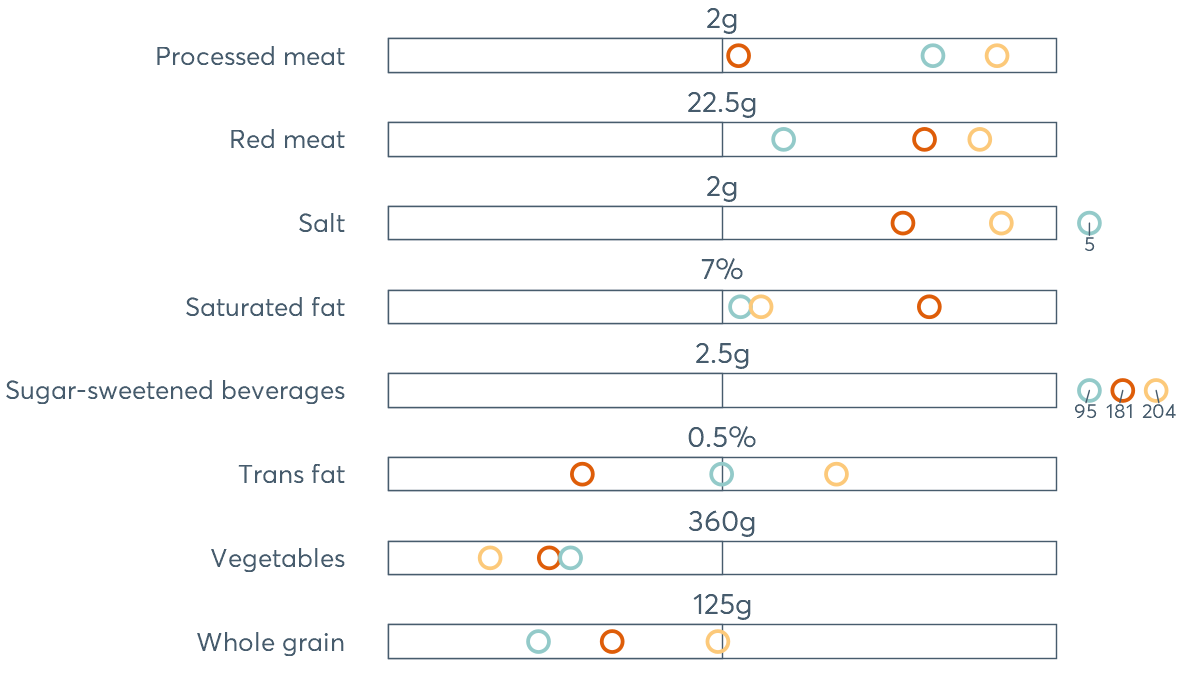 2g
Processed meat
22.5g
Red meat
2g
Salt
5
7%
Saturated fat
2.5g
Sugar-sweetened beverages
95 181 204
0.5%
Trans fat
360g
Vegetables
125g
Whole grain